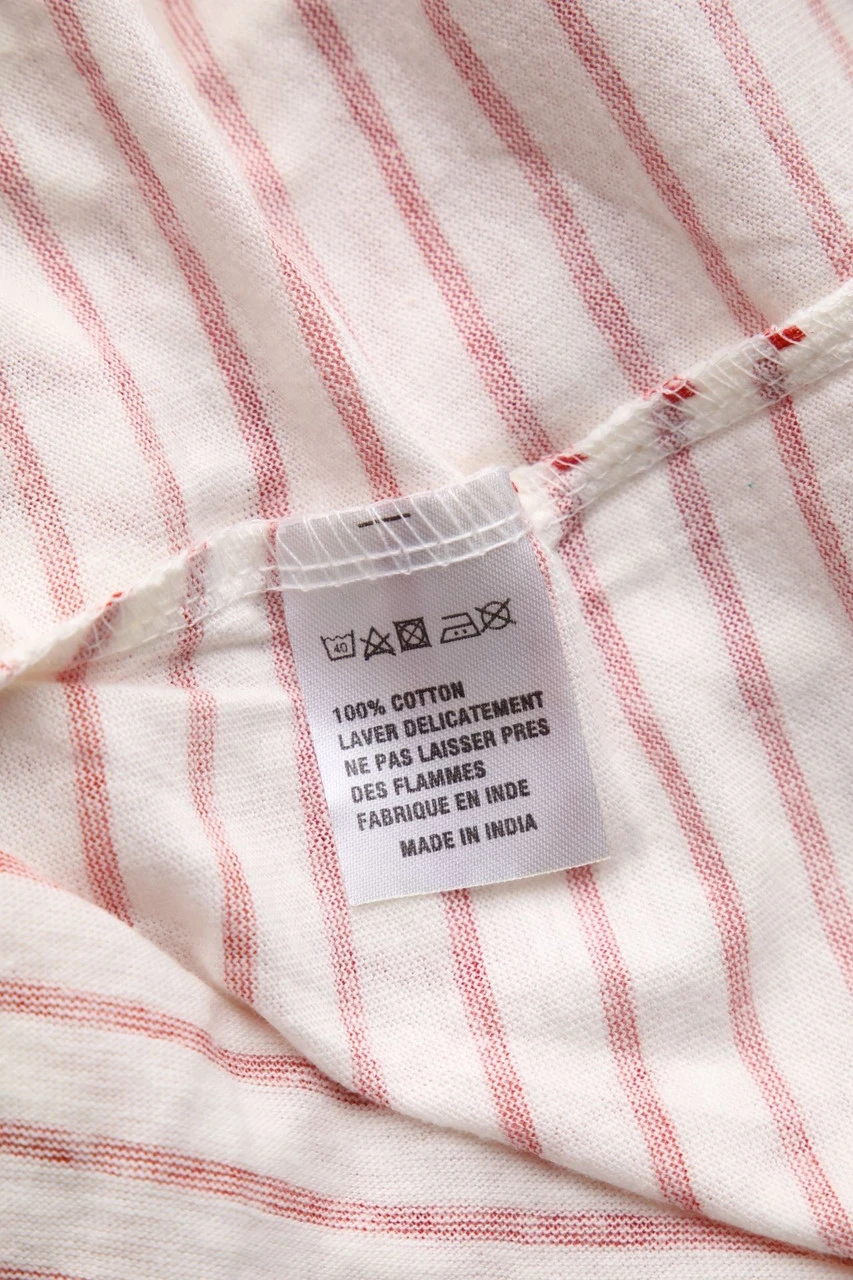 40
100% COTTON
LAVER DELICATEMENT
NE PAS LAISSER PRES
DES FLAMMES
FABRIQUE EN INDE
MADE IN INDIA